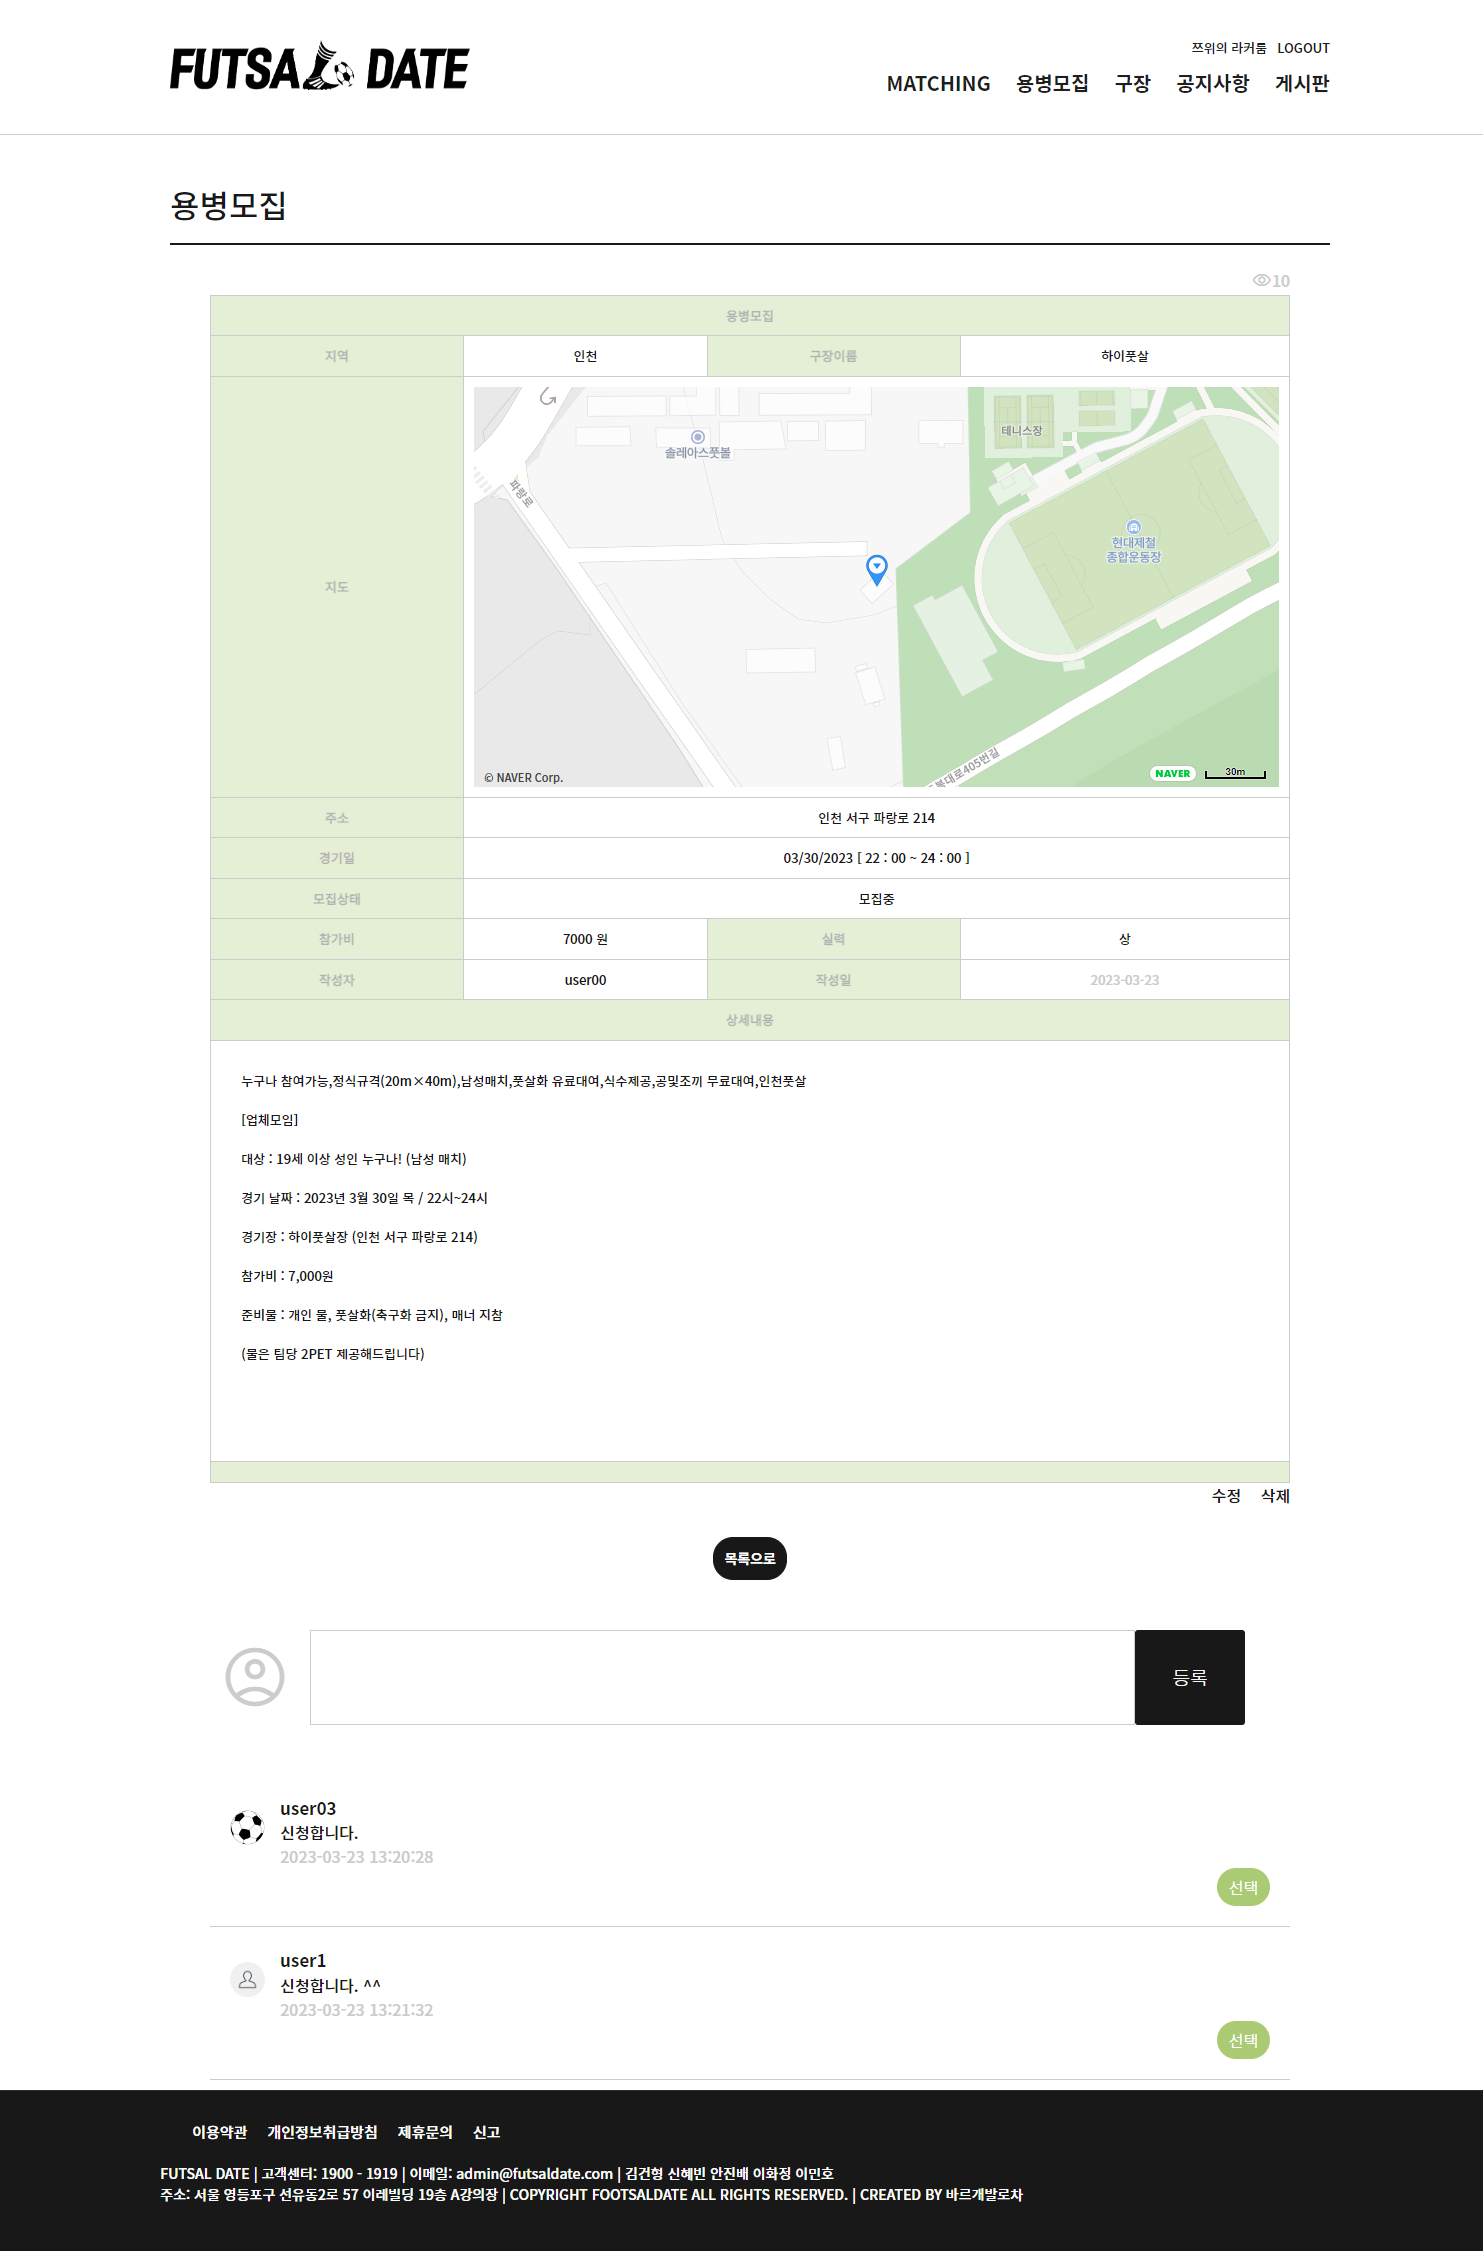 FUTSAL DATE
쯔위의 라커룸 LOGOUT
MATCHING 용병모집 구장 공지사항 게시판
용병모집
10
용병모집
지역 인천 구장이름 하이풋살
지도
솔레아스풋볼
테니스장
파랑로
현대제철
종합운동장
북대로405번길
© NAVER Corp.
NAVER 30m
주소 인천 서구 파랑로 214
경기일 03/30/2023 [ 22 : 00 ~ 24 : 00 ]
모집상태 모집중
참가비 7000 원 실력 상
작성자 user00 작성일 2023-03-23
상세내용
누구나 참여가능,정식규격(20m×40m),남성매치,풋살화 유료대여,식수제공,공및조끼 무료대여,인천풋살
[업체모임]
대상 : 19세 이상 성인 누구나! (남성 매치)
경기 날짜 : 2023년 3월 30일 목 / 22시~24시
경기장 : 하이풋살장 (인천 서구 파랑로 214)
참가비 : 7,000원
준비물 : 개인 물, 풋살화(축구화 금지), 매너 지참
(물은 팀당 2PET 제공해드립니다)
수정 삭제
목록으로
등록
user03
신청합니다.
2023-03-23 13:20:28
선택
user1
신청합니다. ^^
2023-03-23 13:21:32
선택
이용약관 개인정보취급방침 제휴문의 신고
FUTSAL DATE | 고객센터: 1900 - 1919 | 이메일: admin@futsaldate.com | 김건형 신혜빈 안진배 이화정 이민호
주소: 서울 영등포구 선유동2로 57 이레빌딩 19층 A강의장 | COPYRIGHT FOOTSALDATE ALL RIGHTS RESERVED. | CREATED BY 바르개발로차